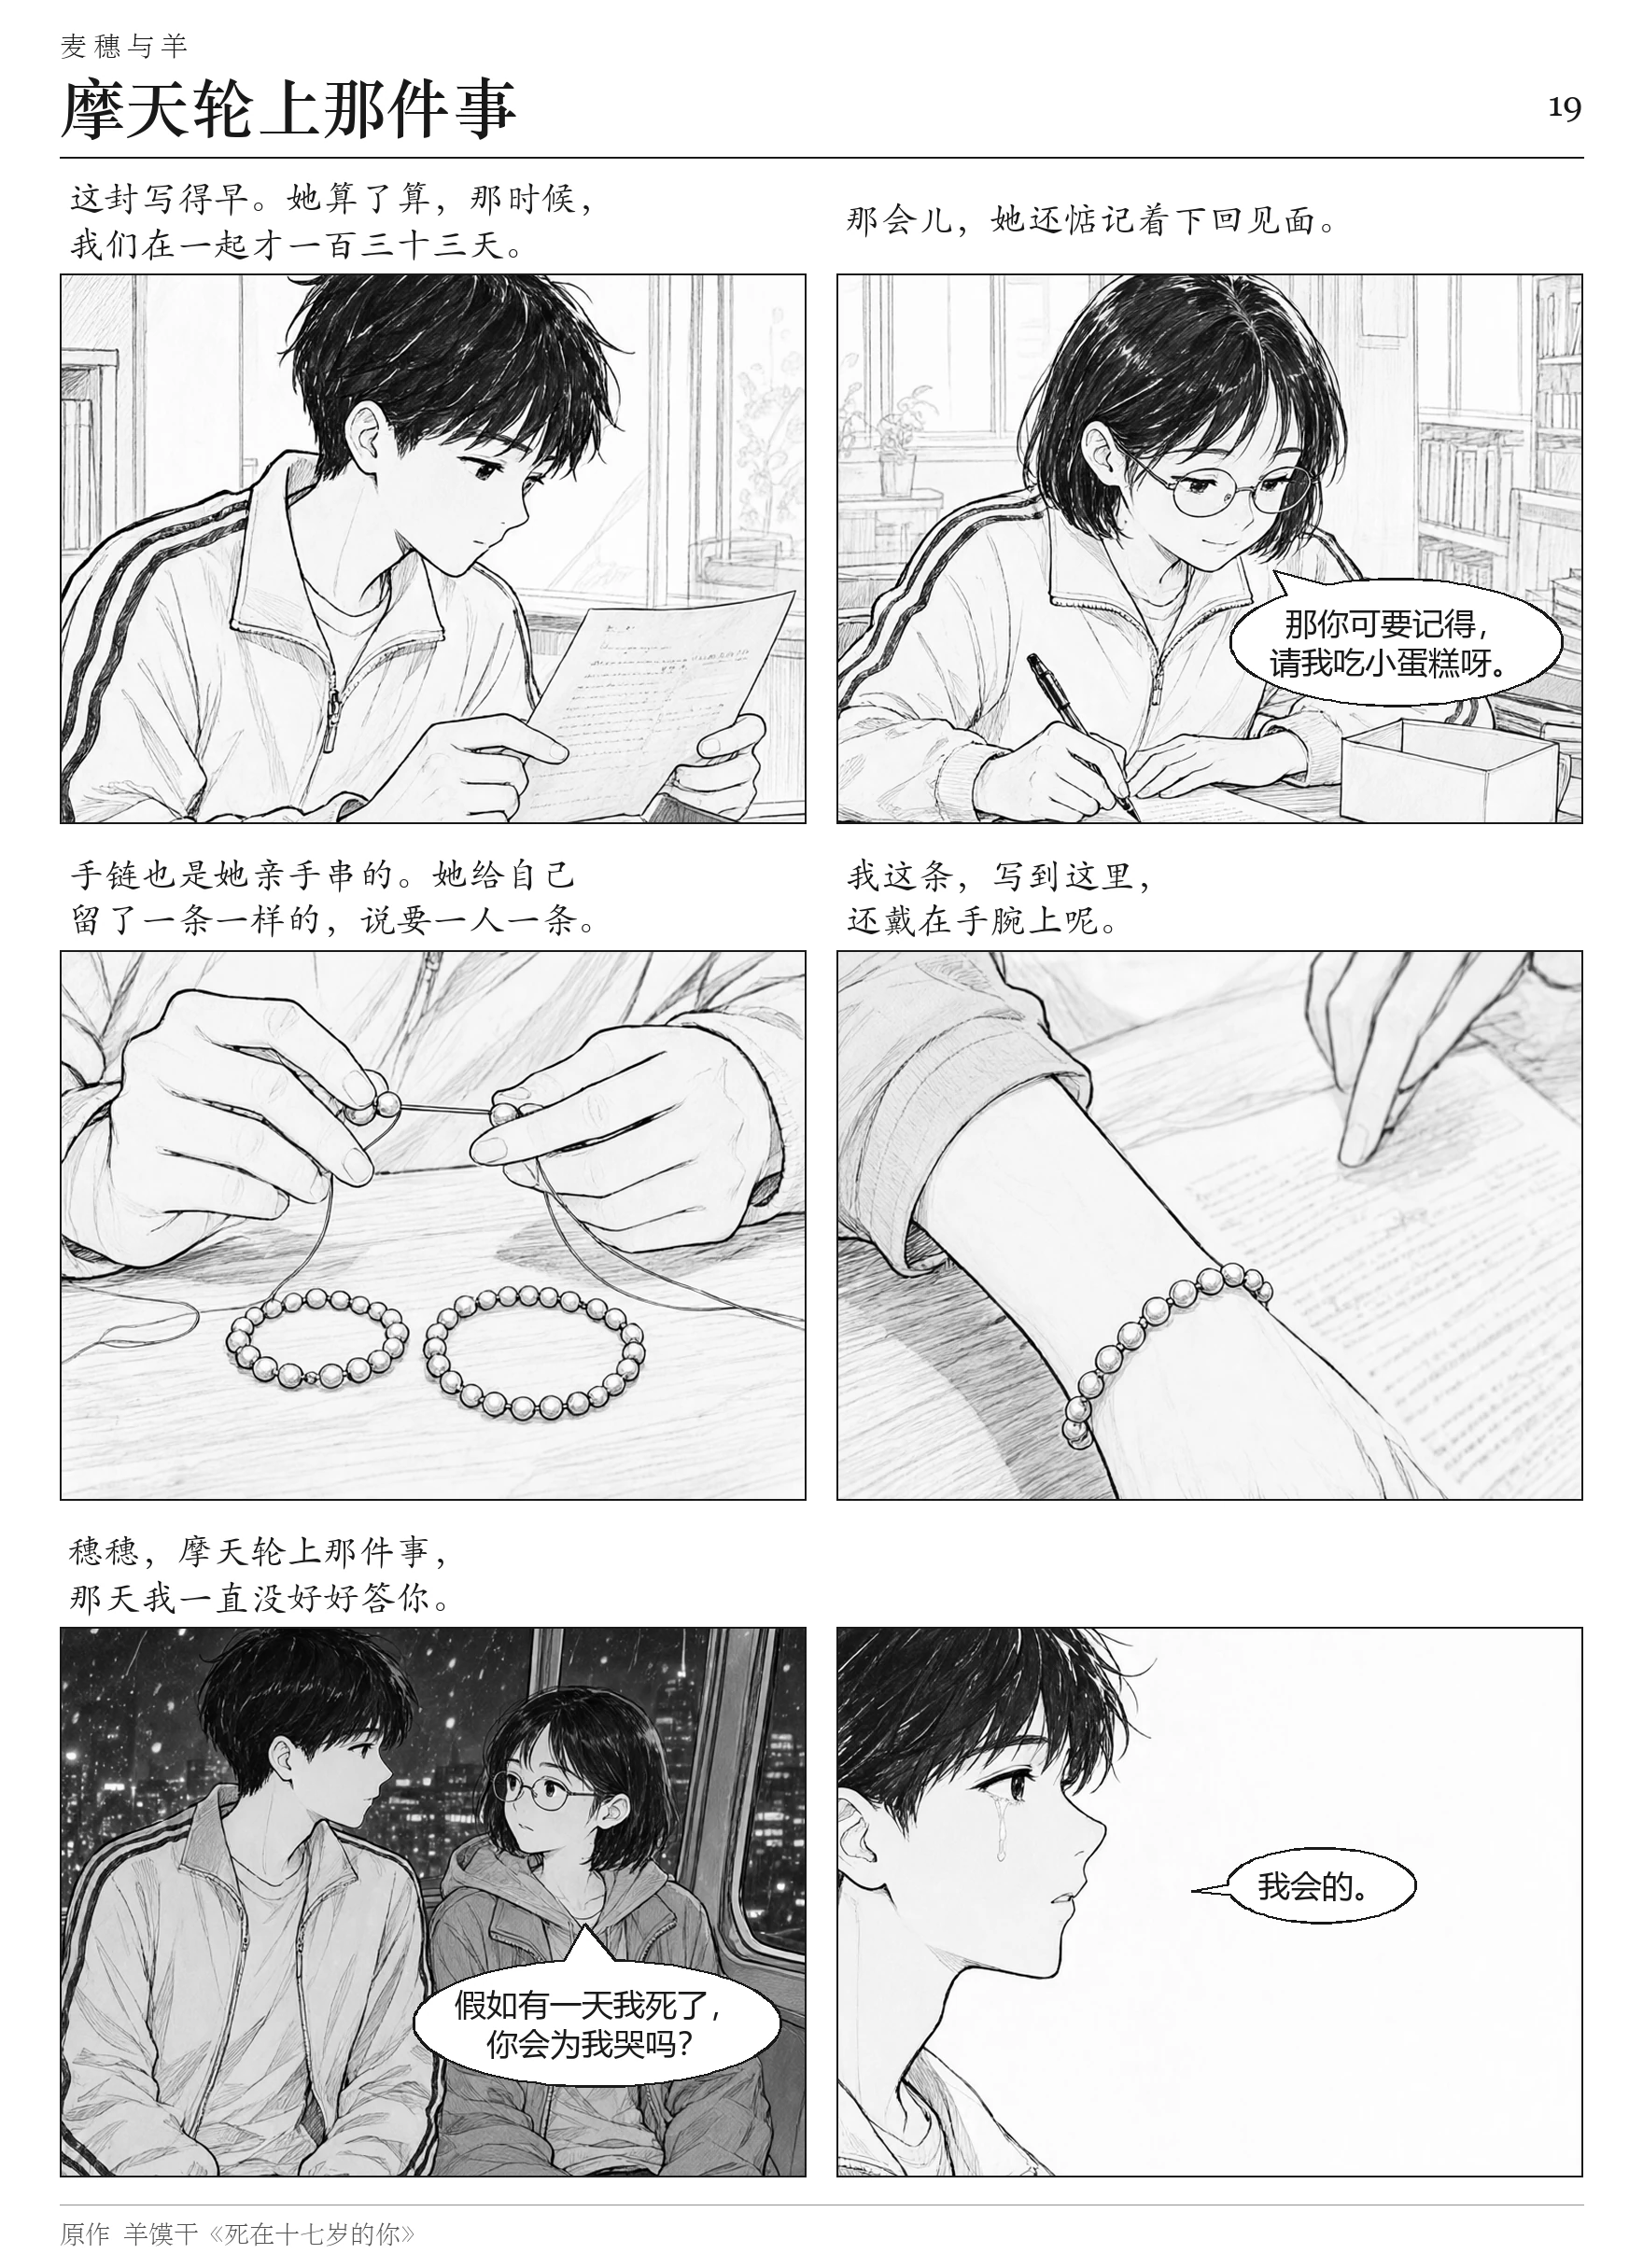 麦穗与羊
摩天轮上那件事
19
这封写得早。她算了算，那时候，
我们在一起才一百三十三天。
那会儿，她还惦记着下回见面。
那你可要记得，
请我吃小蛋糕呀。
手链也是她亲手串的。她给自己
留了一条一样的，说要一人一条。
我这条，写到这里，
还戴在手腕上呢。
穗穗，摩天轮上那件事，
那天我一直没好好答你。
假如有一天我死了，
你会为我哭吗？
我会的。
原作 羊馍干《死在十七岁的你》